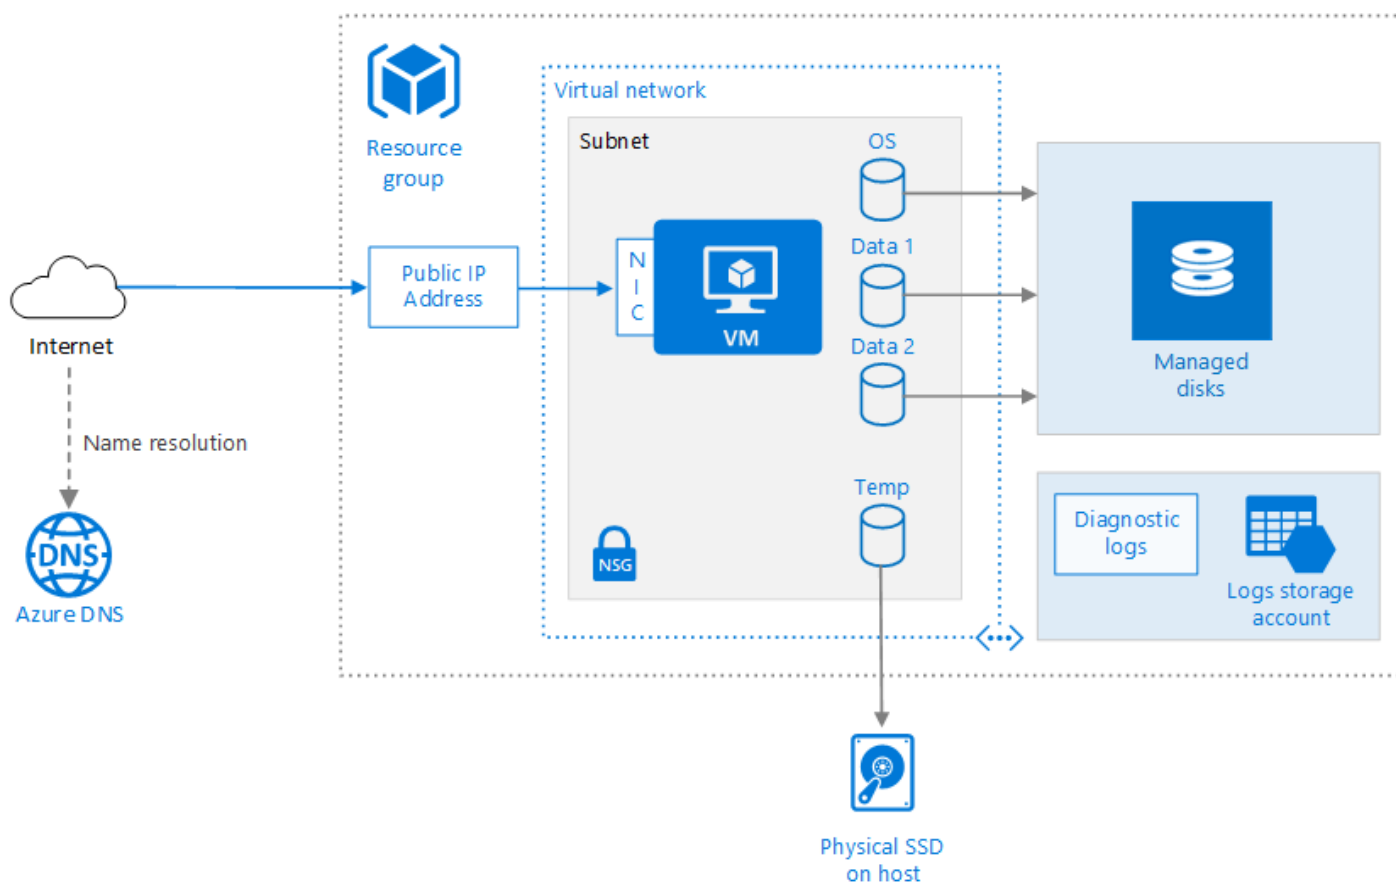 Resource
group
Virtual network
Subnet
OS
Data 1
Data 2
Temp
Public IP
Address
N
I
C
VM
NSG
Managed
disks
Diagnostic
logs
Logs storage
account
Internet
Name resolution
DNS
Azure DNS
Physical SSD
on host